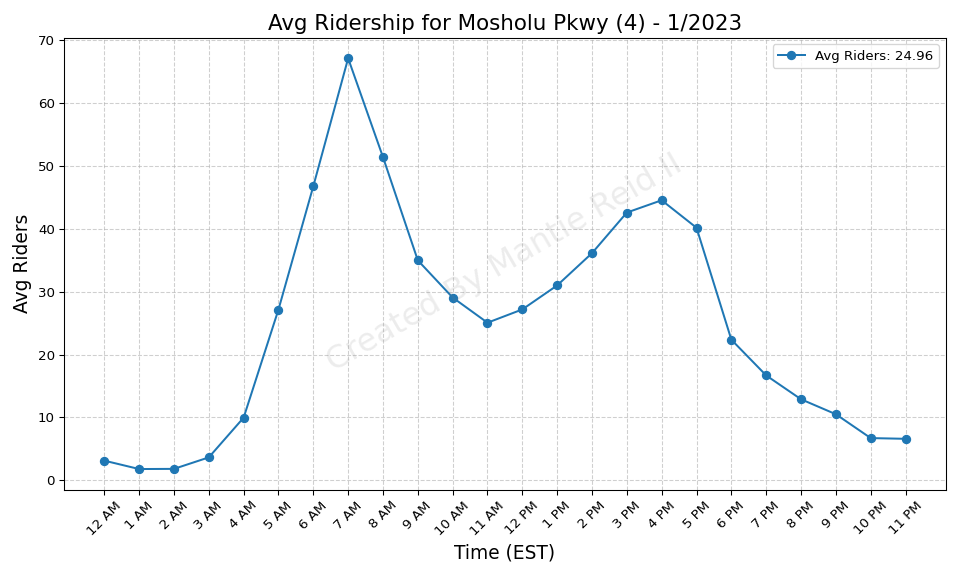 Avg Ridership for Mosholu Pkwy (4) - 1/2023
Avg Riders: 24.96
Avg Riders
70
60
50
40
30
20
10
0
Created By Mantle Reid II
12 AM
1 AM
2 AM
3 AM
4 AM
5 AM
6 AM
7 AM
8 AM
9 AM
10 AM
11 AM
12 PM
1 PM
2 PM
3 PM
4 PM
5 PM
6 PM
7 PM
8 PM
9 PM
10 PM
11 PM
Time (EST)